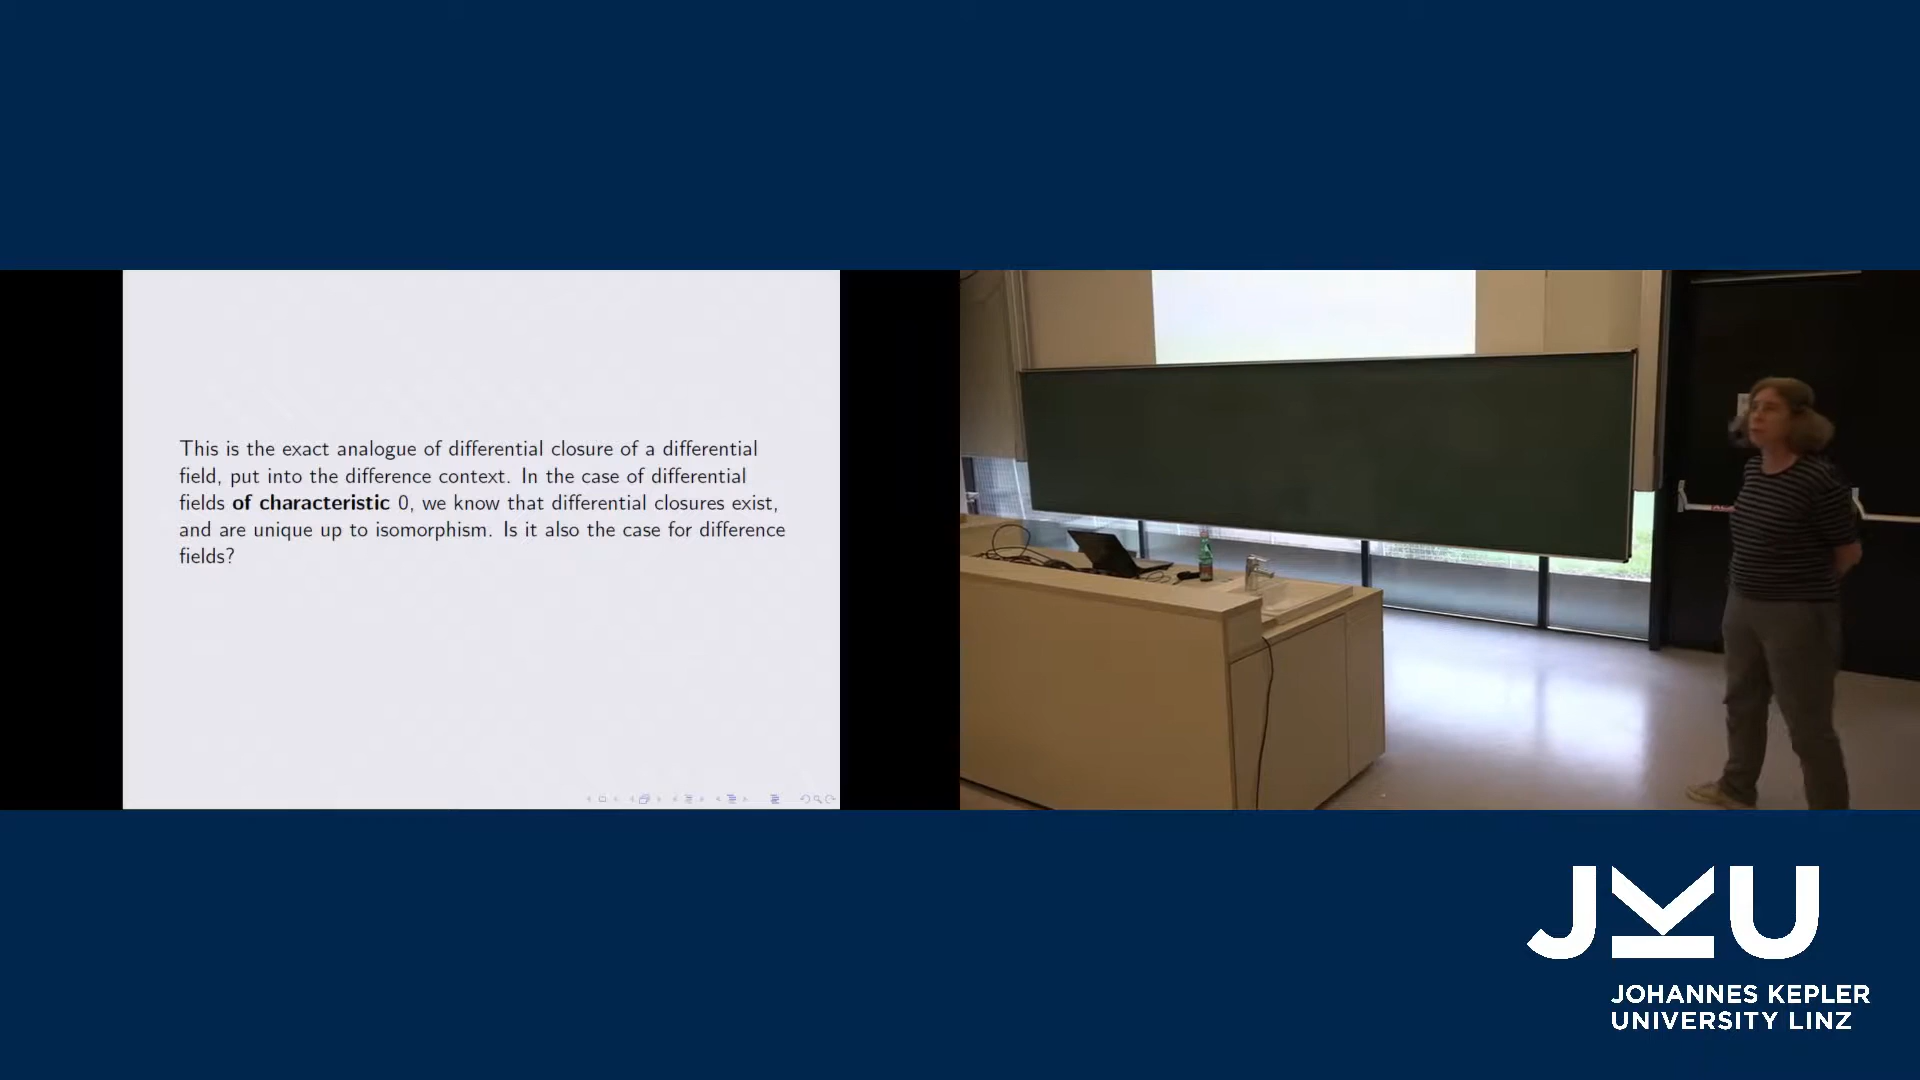 This is the exact analogue of differential closure of a differential
field, put into the difference context. In the case of differential
fields of characteristic 0, we know that differential closures exist,
and are unique up to isomorphism. Is it also the case for difference
fields?
JKU
JOHANNES KEPLER
UNIVERSITY LINZ